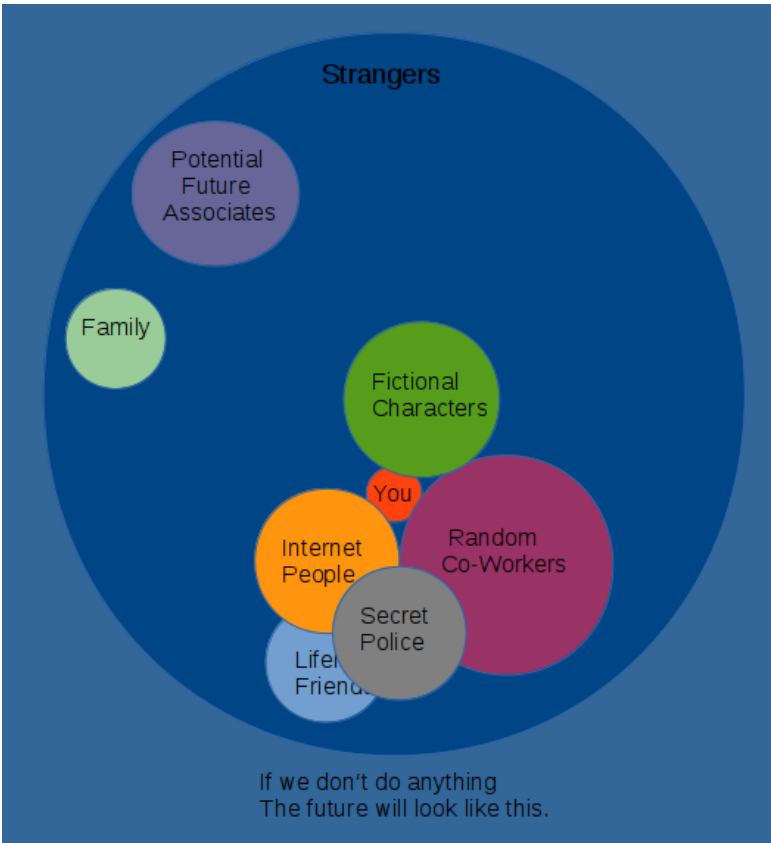 Strangers
Potential
Future
Associates
Family
Fictional
Characters
You
Internet
People
Random
Co-Workers
Secret
Police
Friend
If we don't do anything
The future will look like this.